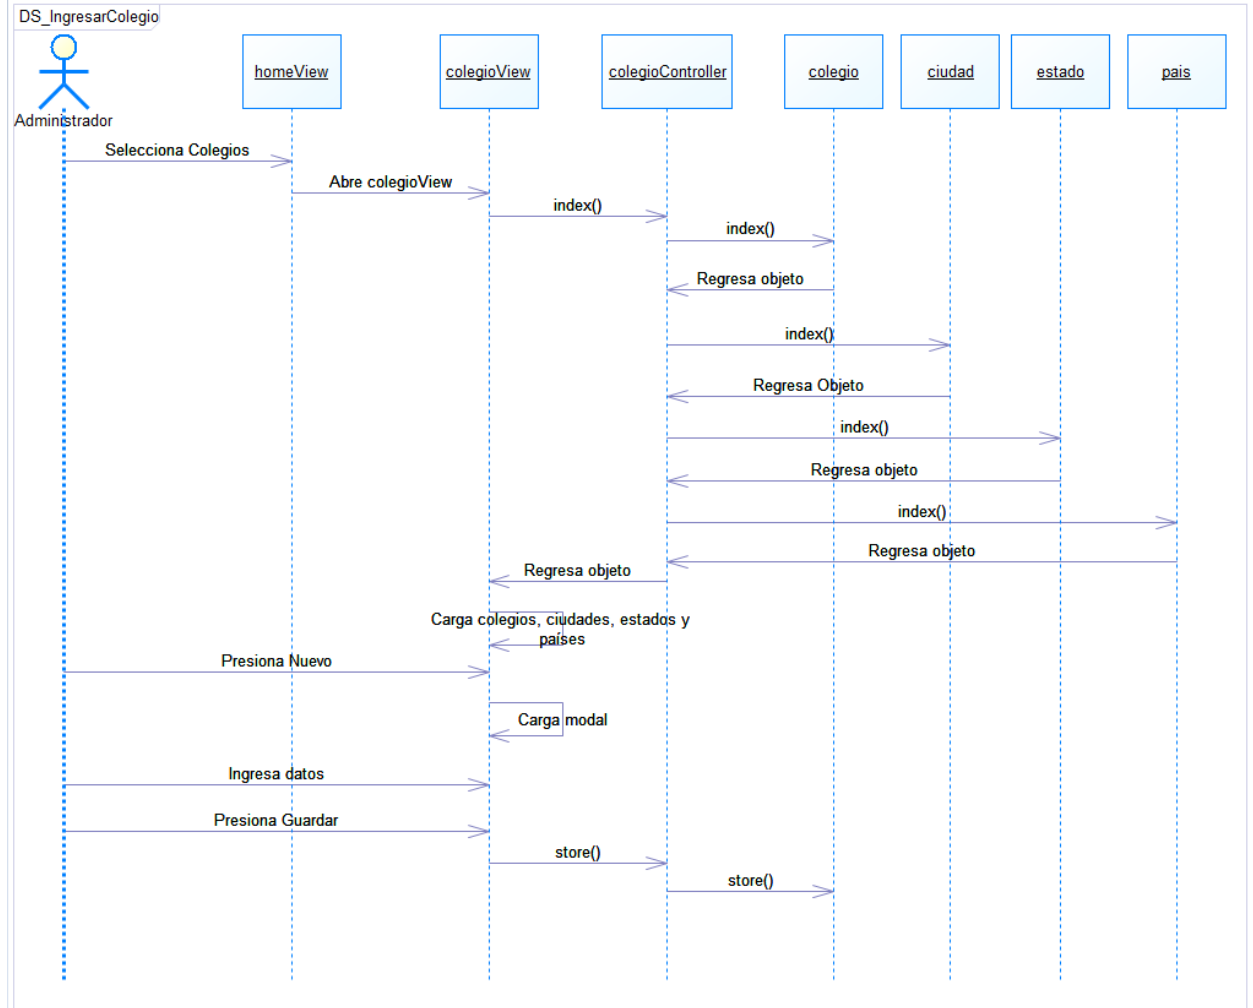 DS_IngresarColegio
homeView
colegioView
colegioController
colegio
ciudad
estado
pais
Administrador
Selecciona Colegios
Abre colegioView
index()
index()
Regresa objeto
index()
Regresa Objeto
index()
Regresa objeto
index()
Regresa objeto
Regresa objeto
Carga colegios, ciudades, estados y
países
Presiona Nuevo
Carga modal
Ingresa datos
Presiona Guardar
store()
store()